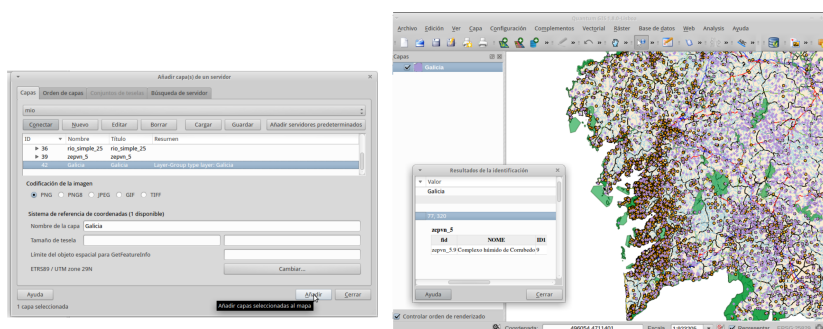 Añadir capa(s) de un servidor
Capas Orden de capas Conjuntos de teselas Búsqueda de servidor
mio
Conectar Nuevo Editar Borrar Cargar Guardar Añadir servidores predeterminados
ID Nombre Título Resumen
36 rio_simple_25 rio_simple_25
39 zepvn_5 zepvn_5
42 Galicia Galicia Layer-Group type layer: Galicia
Codificación de la imagen
PNG PNG8 JPEG GIF TIFF
Sistema de referencia de coordenadas (1 disponible)
Nombre de la capa Galicia
Tamaño de tesela
Límite del objeto espacial para GetFeatureInfo
ETRS89 / UTM zone 29N Cambiar...
Ayuda Añadir Cerrar
1 capa seleccionada
Añadir capas seleccionadas al mapa
Archivo Edición Ver Capa Configuración Complementos Vectorial Ráster Base de datos Web Analysis Ayuda
Capas
Galicia
Resultados de la identificación
Valor
Galicia
zepvn_5
fid NOME ID1
zepvn_5.9 Complexo húmido de Corrubedo 9
Ayuda Cerrar
Controlar orden de renderizado
Coordenada: 496054,4711401 Escala Representar